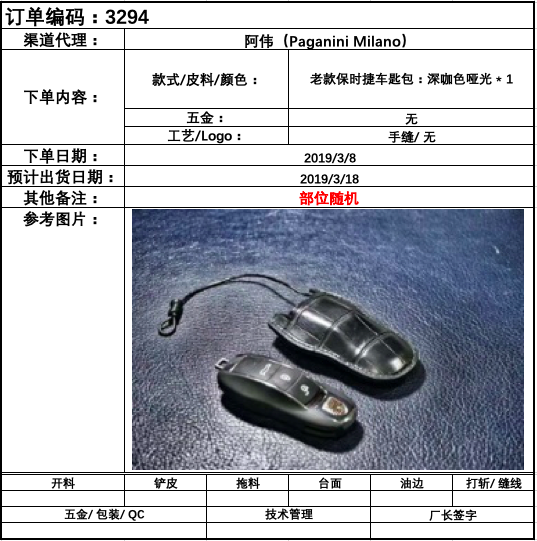 订单编码：3294
渠道代理：
阿伟（Paganini Milano）
下单内容：
款式/皮料/颜色：
老款保时捷车匙包：深咖色哑光 * 1
五金：
无
工艺/Logo：
手缝/ 无
下单日期：
2019/3/8
预计出货日期：
2019/3/18
其他备注：
部位随机
参考图片：
开料
铲皮
拖料
台面
油边
打斩/ 缝线
五金/ 包装/ QC
技术管理
厂长签字